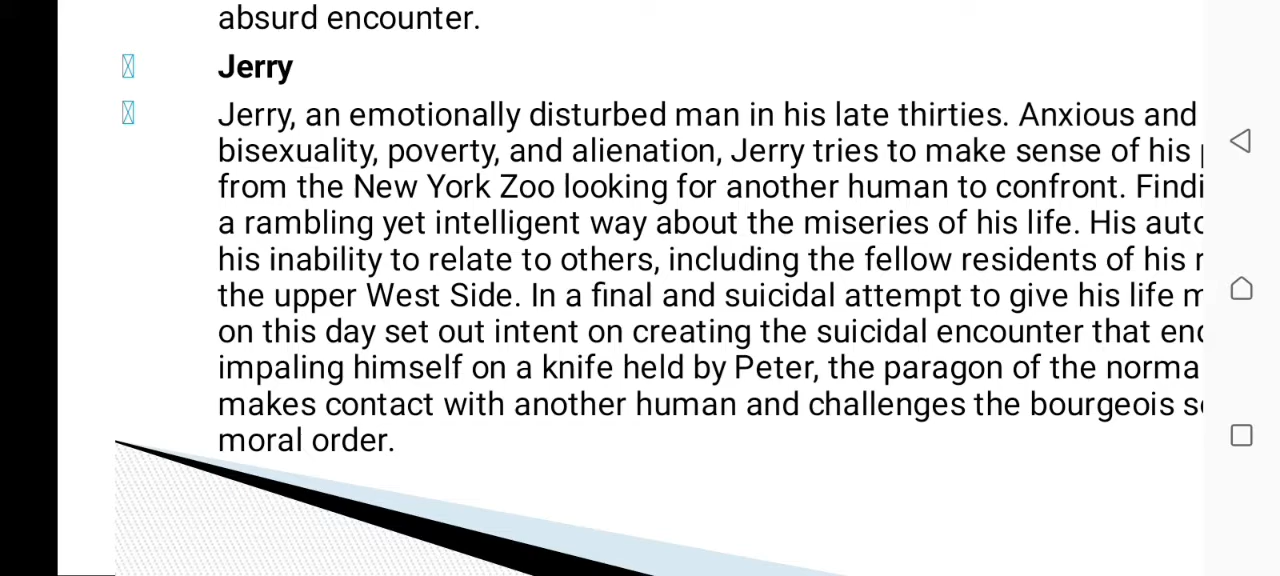 absurd encounter.
Jerry
Jerry, an emotionally disturbed man in his late thirties. Anxious and
bisexuality, poverty, and alienation, Jerry tries to make sense of his
from the New York Zoo looking for another human to confront. Findi
a rambling yet intelligent way about the miseries of his life. His auto
his inability to relate to others, including the fellow residents of his
the upper West Side. In a final and suicidal attempt to give his life m
on this day set out intent on creating the suicidal encounter that end
impaling himself on a knife held by Peter, the paragon of the norma
makes contact with another human and challenges the bourgeois s
moral order.